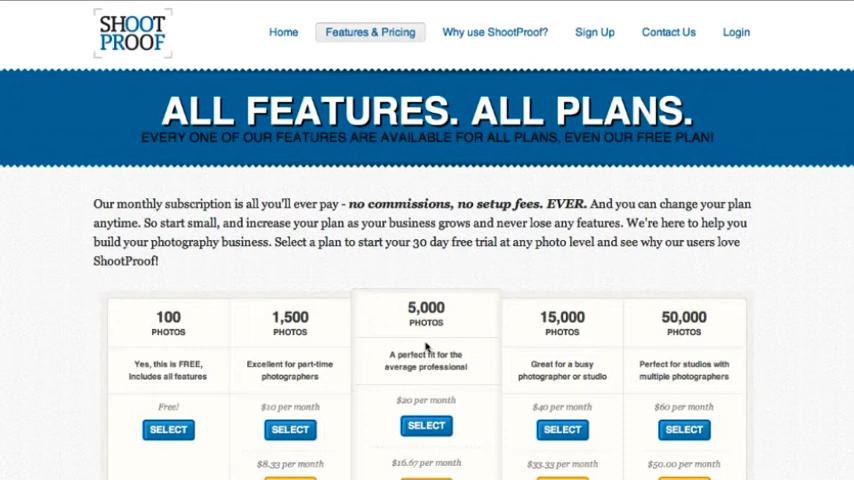 SHOOT
PROOF
Home
Features & Pricing
Why use ShootProof?
Sign Up
Contact Us
Login
ALL FEATURES. ALL PLANS.
EVERY ONE OF OUR FEATURES ARE AVAILABLE FOR ALL PLANS, EVEN OUR FREE PLAN!
Our monthly subscription is all you'll ever pay - no commissions, no setup fees. EVER. And you can change your plan
anytime. So start small, and increase your plan as your business grows and never lose any features. We're here to help you
build your photography business. Select a plan to start your 30 day free trial at any photo level and see why our users love
ShootProof!
100
PHOTOS
Yes, this is FREE,
includes all features
Free!
SELECT
1,500
PHOTOS
Excellent for part-time
photographers
$10 per month
SELECT
$8.33 per month
5,000
PHOTOS
A perfect fit for the
average professional
$20 per month
SELECT
$16.67 per month
15,000
PHOTOS
Great for a busy
photographer or studio
$40 per month
SELECT
$33.33 per month
50,000
PHOTOS
Perfect for studios with
multiple photographers
$60 per month
SELECT
$50.00 per month